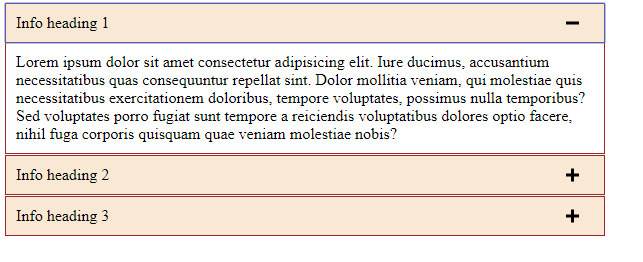 Info heading 1
Lorem ipsum dolor sit amet consectetur adipisicing elit. Iure ducimus, accusantium
necessitatibus quas consequuntur repellat sint. Dolor mollitia veniam, qui molestiae quis
necessitatibus exercitationem doloribus, tempore voluptates, possimus nulla temporibus?
Sed voluptates porro fugiat sunt tempore a reiciendis voluptatibus dolores optio facere,
nihil fuga corporis quisquam quae veniam molestiae nobis?
Info heading 2
Info heading 3